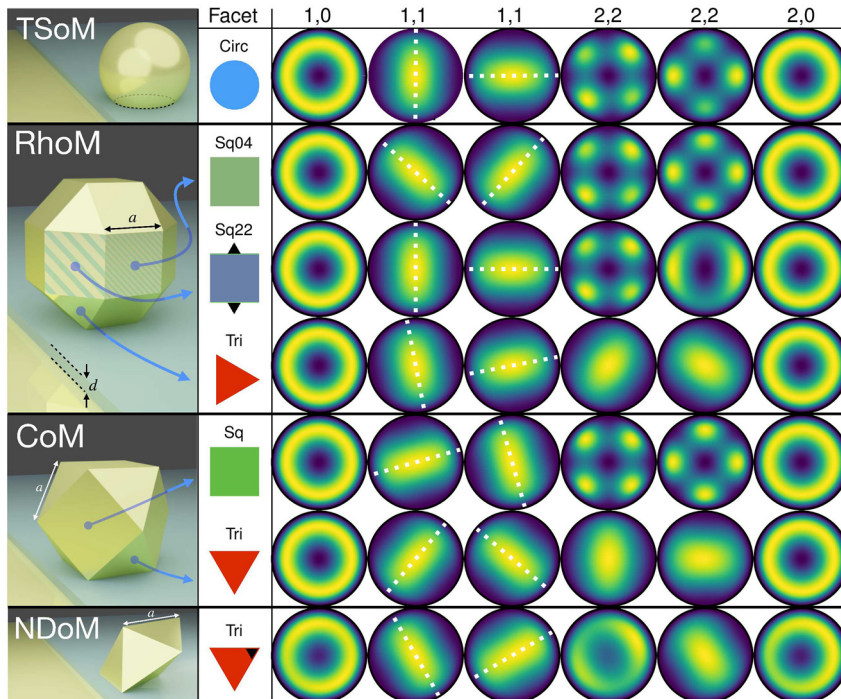 TSoM Facet 1,0 1,1 1,1 2,2 2,2 2,0
Circ
RhoM
Sq04
a
Sq22
Tri
d
CoM
Sq
a
Tri
NDoM
a
Tri